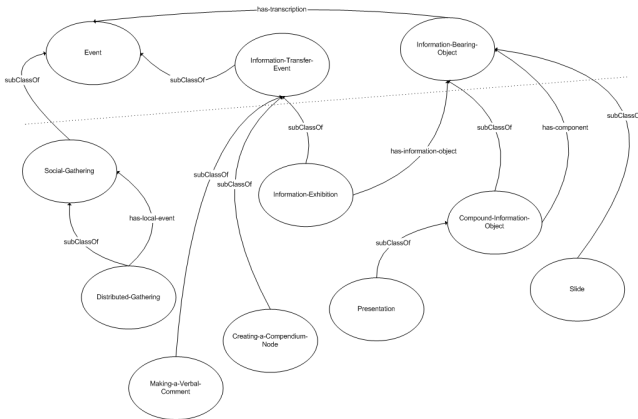 has-transcription
Event
Information-Transfer-
Event
Information-Bearing-
Object
subClassOf
subClassOf
subClassOf
subClassOf
subClassOf
has-component
Social-Gathering
has-information-object
subClassOf
subClassOf
Information-Exhibition
has-local-event
Compound-Information-
Object
subClassOf
subClassOf
Distributed-Gathering
Presentation
Slide
Creating-a-Compendium-
Node
Making-a-Verbal-
Comment